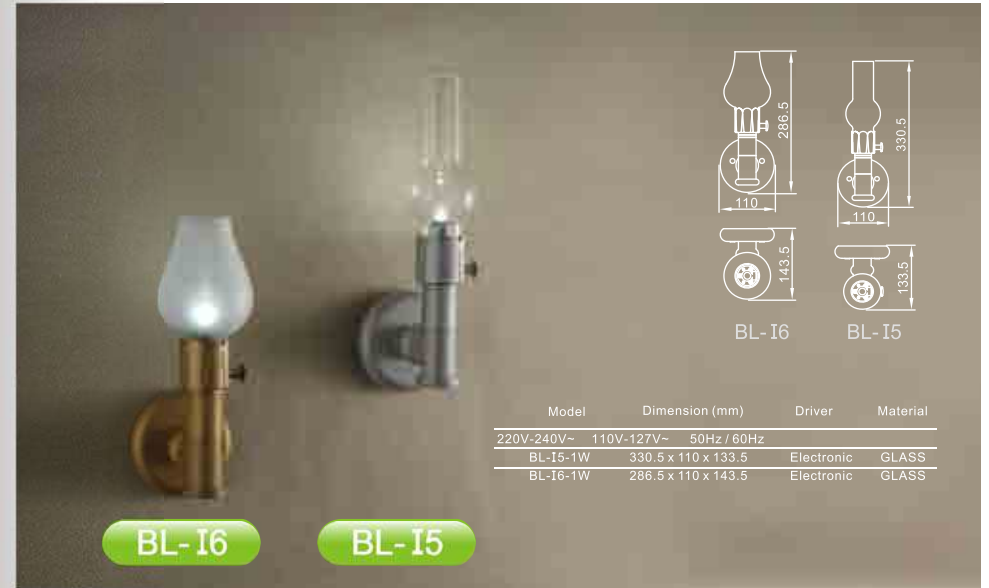 286.5
330.5
110
110
143.5
133.5
BL-I6
BL-I5
Model Dimension (mm) Driver Material
220V-240V~ 110V-127V~ 50Hz / 60Hz
BL-I5-1W 330.5 x 110 x 133.5 Electronic GLASS
BL-I6-1W 286.5 x 110 x 143.5 Electronic GLASS
BL-I6
BL-I5